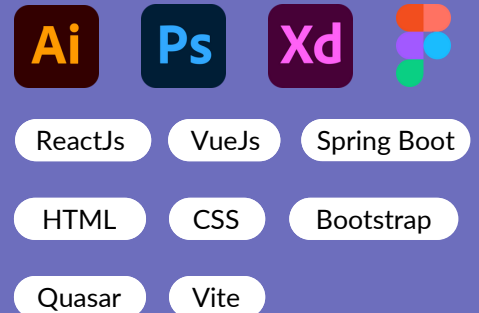 Ai Ps Xd
ReactJs VueJs Spring Boot
HTML CSS Bootstrap
Quasar Vite